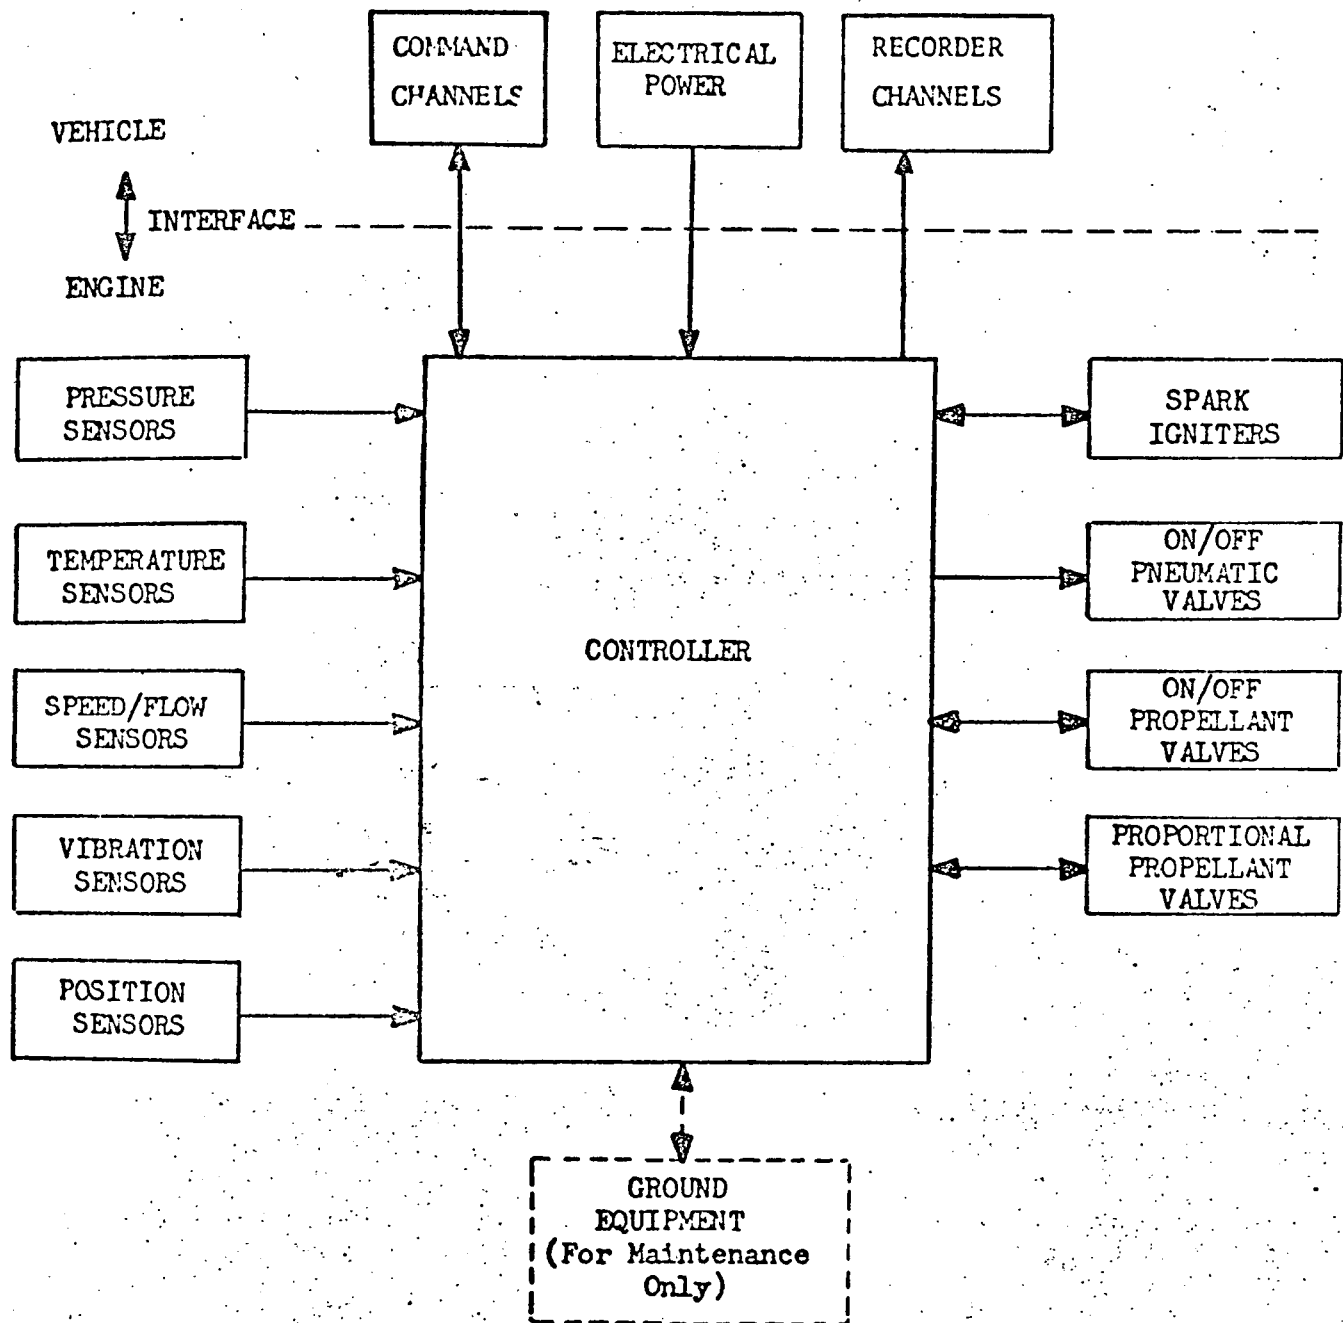 COMMAND
CHANNELS
ELECTRICAL
POWER
RECORDER
CHANNELS
VEHICLE
INTERFACE
ENGINE
PRESSURE
SENSORS
TEMPERATURE
SENSORS
SPEED/FLOW
SENSORS
VIBRATION
SENSORS
POSITION
SENSORS
CONTROLLER
SPARK
IGNITERS
ON/OFF
PNEUMATIC
VALVES
ON/OFF
PROPELLANT
VALVES
PROPORTIONAL
PROPELLANT
VALVES
GROUND
EQUIPMENT
(For Maintenance
Only)